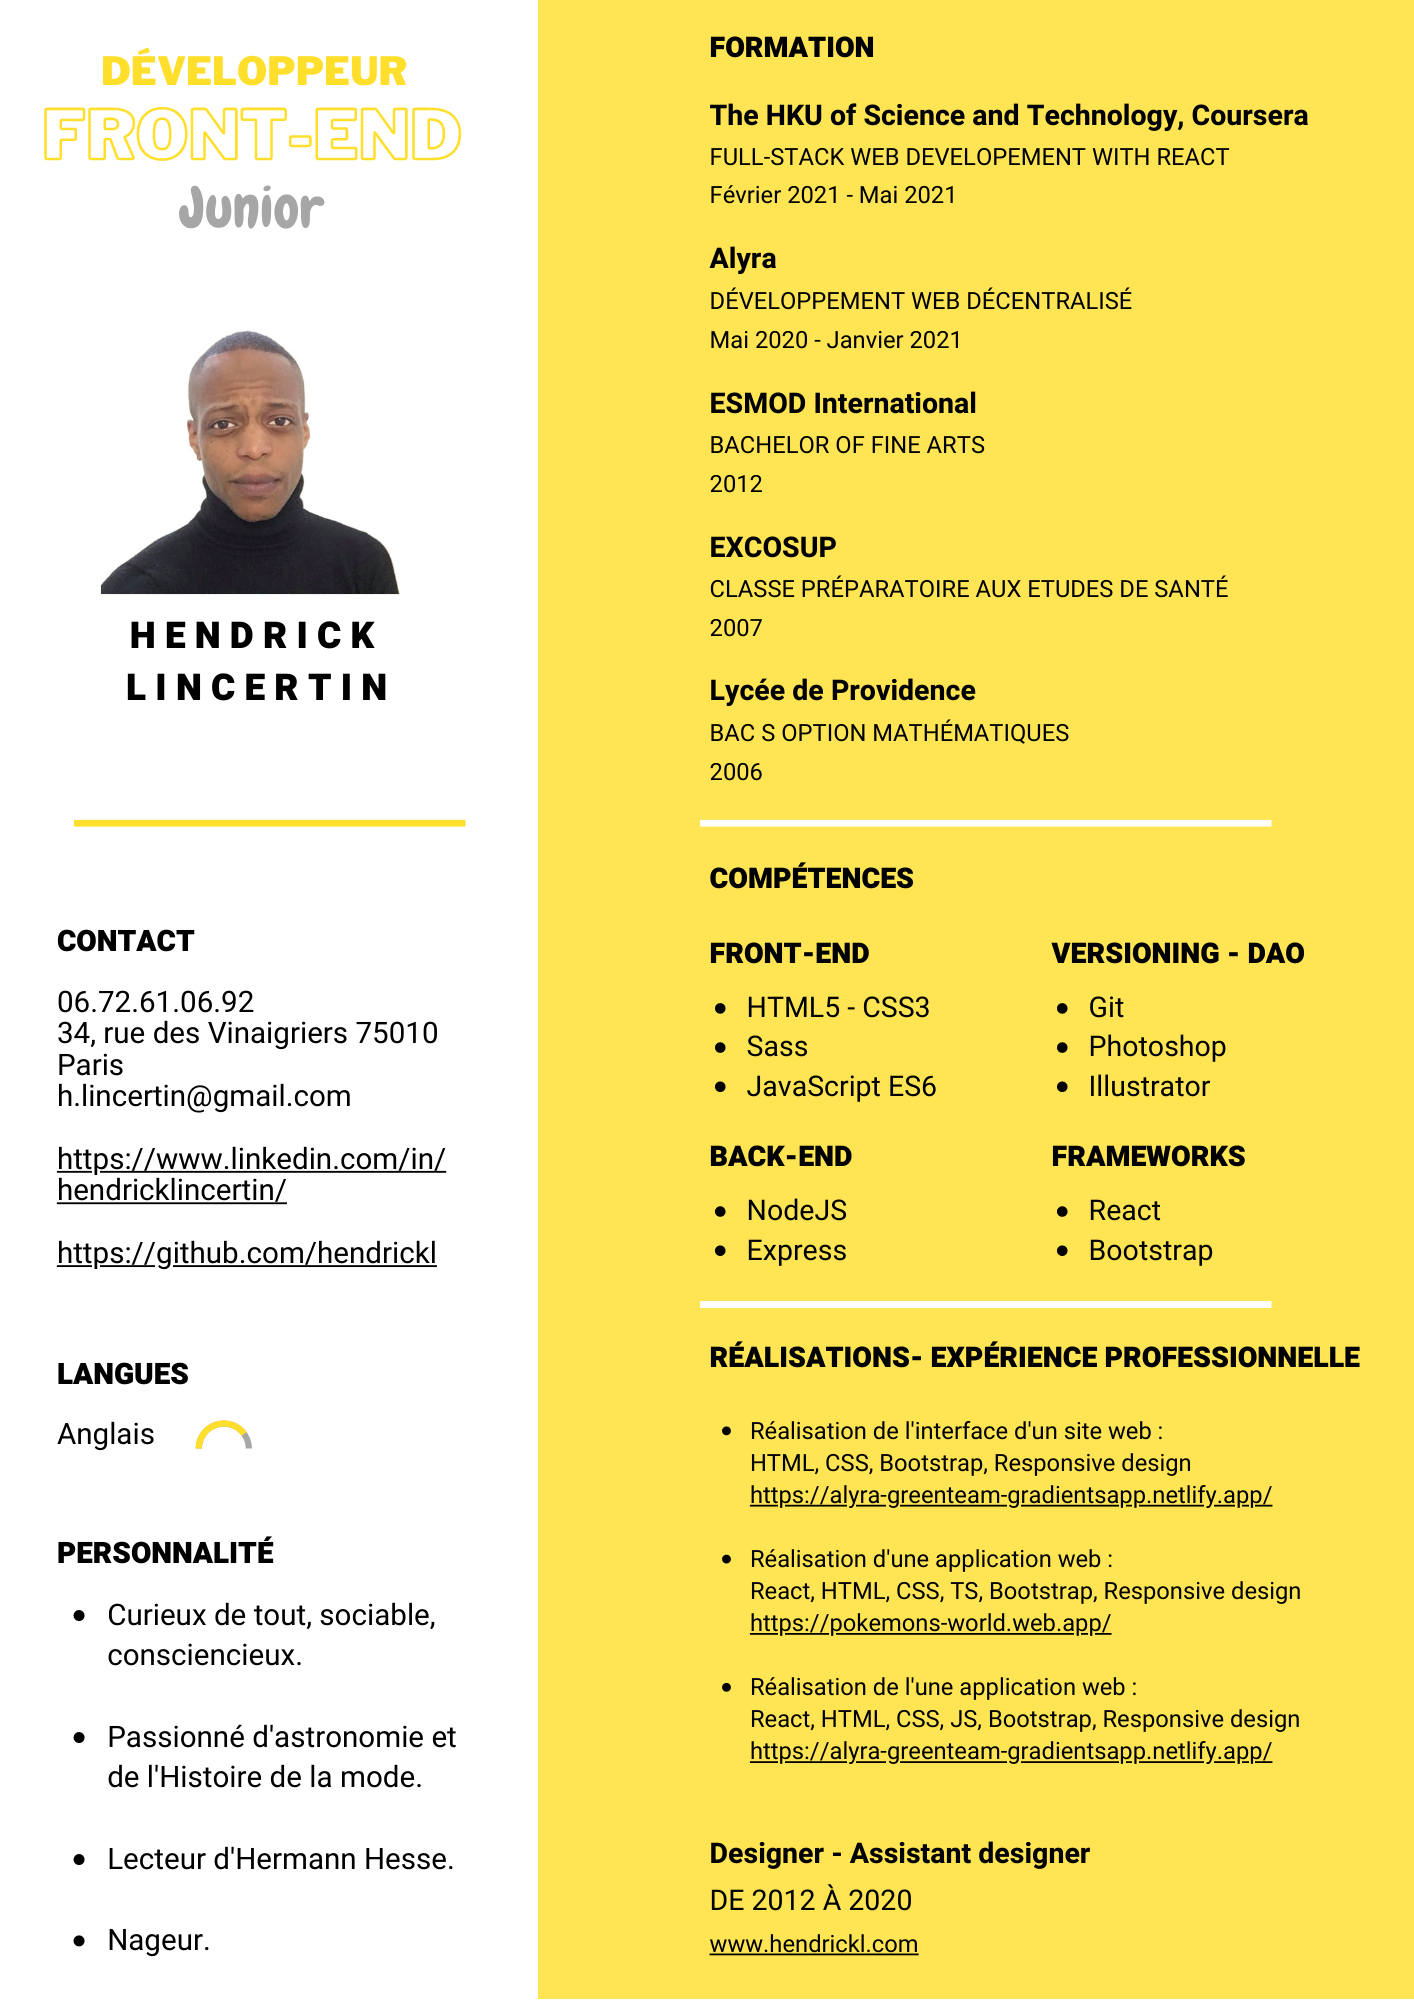 DÉVELOPPEUR
FRONT-END
Junior
HENDRICK
LINCERTIN
CONTACT
06.72.61.06.92
34, rue des Vinaigriers 75010
Paris
h.lincertin@gmail.com
https://www.linkedin.com/in/
hendricklincertin/
https://github.com/hendrickl
LANGUES
Anglais
PERSONNALITÉ
Curieux de tout, sociable,
consciencieux.
Passionné d'astronomie et
de l'Histoire de la mode.
Lecteur d'Hermann Hesse.
Nageur.
FORMATION
The HKU of Science and Technology, Coursera
FULL-STACK WEB DEVELOPEMENT WITH REACT
Février 2021 - Mai 2021
Alyra
DÉVELOPPEMENT WEB DÉCENTRALISÉ
Mai 2020 - Janvier 2021
ESMOD International
BACHELOR OF FINE ARTS
2012
EXCOSUP
CLASSE PRÉPARATOIRE AUX ETUDES DE SANTÉ
2007
Lycée de Providence
BAC S OPTION MATHÉMATIQUES
2006
COMPÉTENCES
FRONT-END
HTML5 - CSS3
Sass
JavaScript ES6
VERSIONING - DAO
Git
Photoshop
Illustrator
BACK-END
NodeJS
Express
FRAMEWORKS
React
Bootstrap
RÉALISATIONS- EXPÉRIENCE PROFESSIONNELLE
Réalisation de l'interface d'un site web :
HTML, CSS, Bootstrap, Responsive design
https://alyra-greenteam-gradientsapp.netlify.app/
Réalisation d'une application web :
React, HTML, CSS, TS, Bootstrap, Responsive design
https://pokemons-world.web.app/
Réalisation de l'une application web :
React, HTML, CSS, JS, Bootstrap, Responsive design
https://alyra-greenteam-gradientsapp.netlify.app/
Designer - Assistant designer
DE 2012 À 2020
www.hendrickl.com